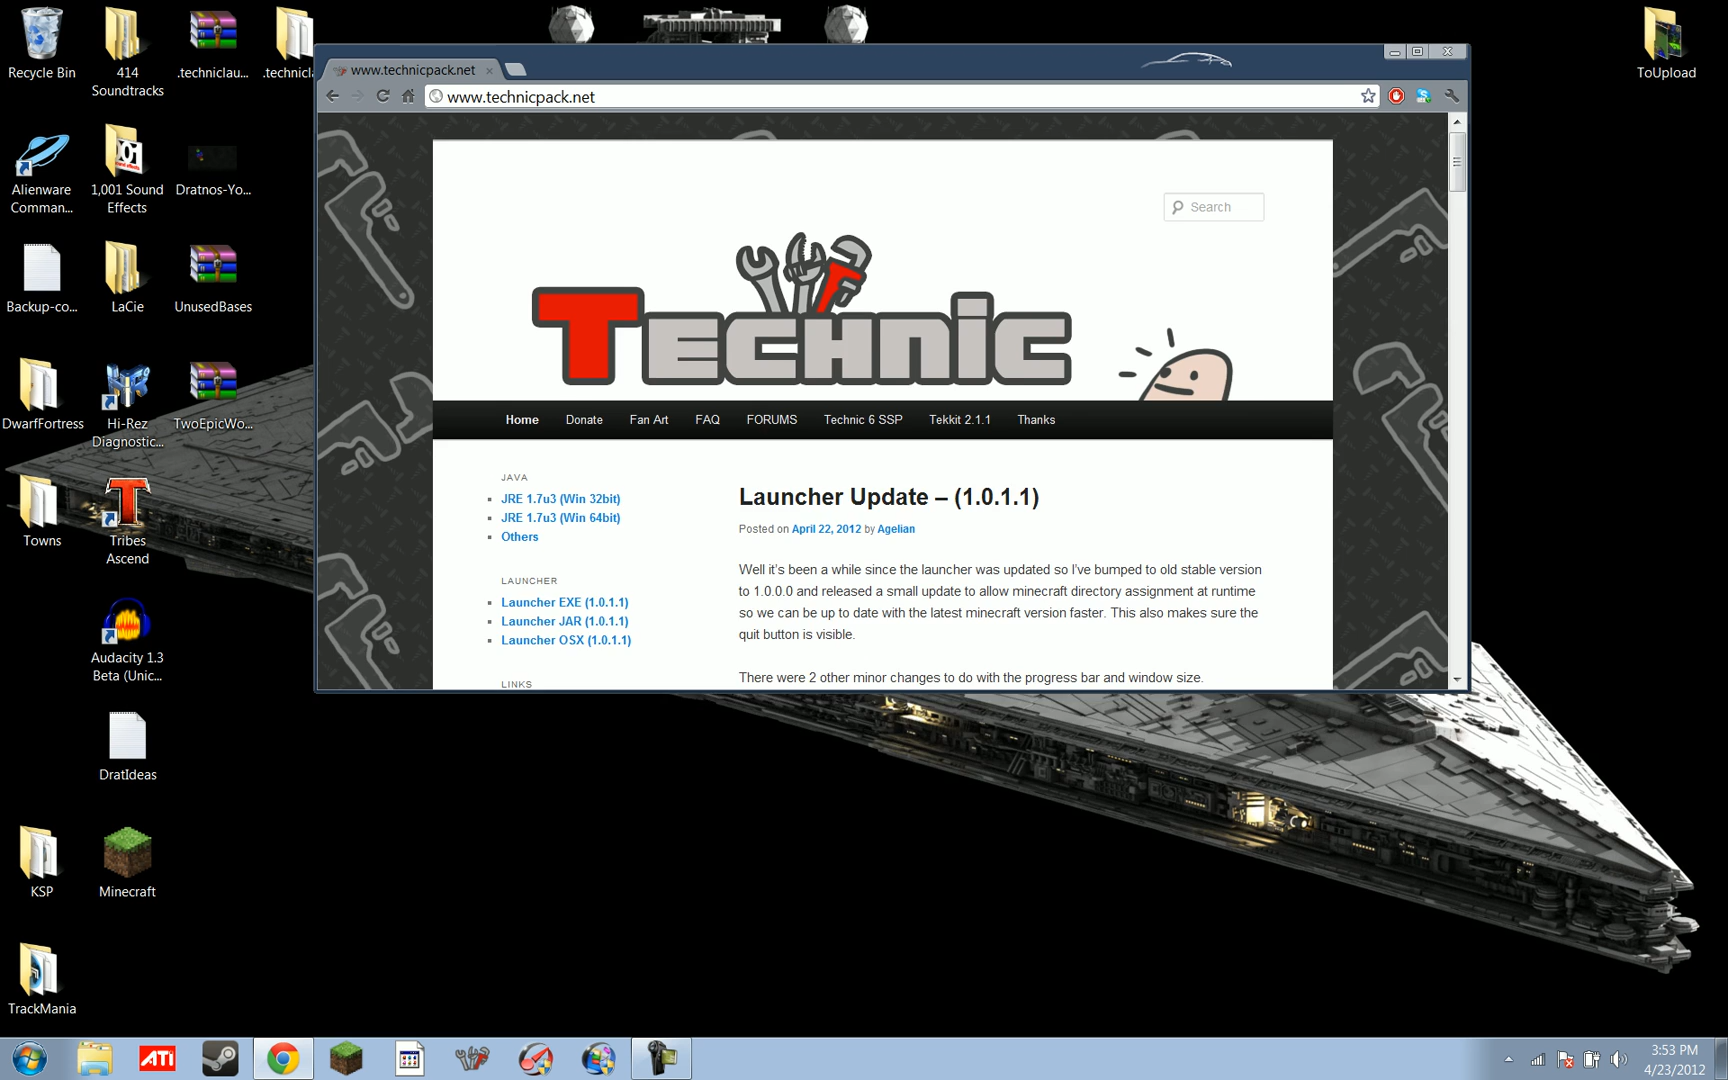 Recycle Bin
414
Soundtracks
.techniclau...
.technicl
ToUpload
www.technicpack.net
www.technicpack.net
Alienware
Comman...
1,001 Sound
Effects
Dratnos-Yo...
Backup-co...
LaCie
UnusedBases
DwarfFortress
Hi-Rez
Diagnostic...
TwoEpicWo...
Towns
Tribes
Ascend
Audacity 1.3
Beta (Unic...
DratIdeas
KSP
Minecraft
TrackMania
Search
TECHNIC
Home Donate Fan Art FAQ FORUMS Technic 6 SSP Tekkit 2.1.1 Thanks
JAVA
JRE 1.7u3 (Win 32bit)
JRE 1.7u3 (Win 64bit)
Others
LAUNCHER
Launcher EXE (1.0.1.1)
Launcher JAR (1.0.1.1)
Launcher OSX (1.0.1.1)
LINKS
Launcher Update – (1.0.1.1)
Posted on April 22, 2012 by Agelian
Well it's been a while since the launcher was updated so I've bumped to old stable version
to 1.0.0.0 and released a small update to allow minecraft directory assignment at runtime
so we can be up to date with the latest minecraft version faster. This also makes sure the
quit button is visible.
There were 2 other minor changes to do with the progress bar and window size.
ATI
3:53 PM
4/23/2012